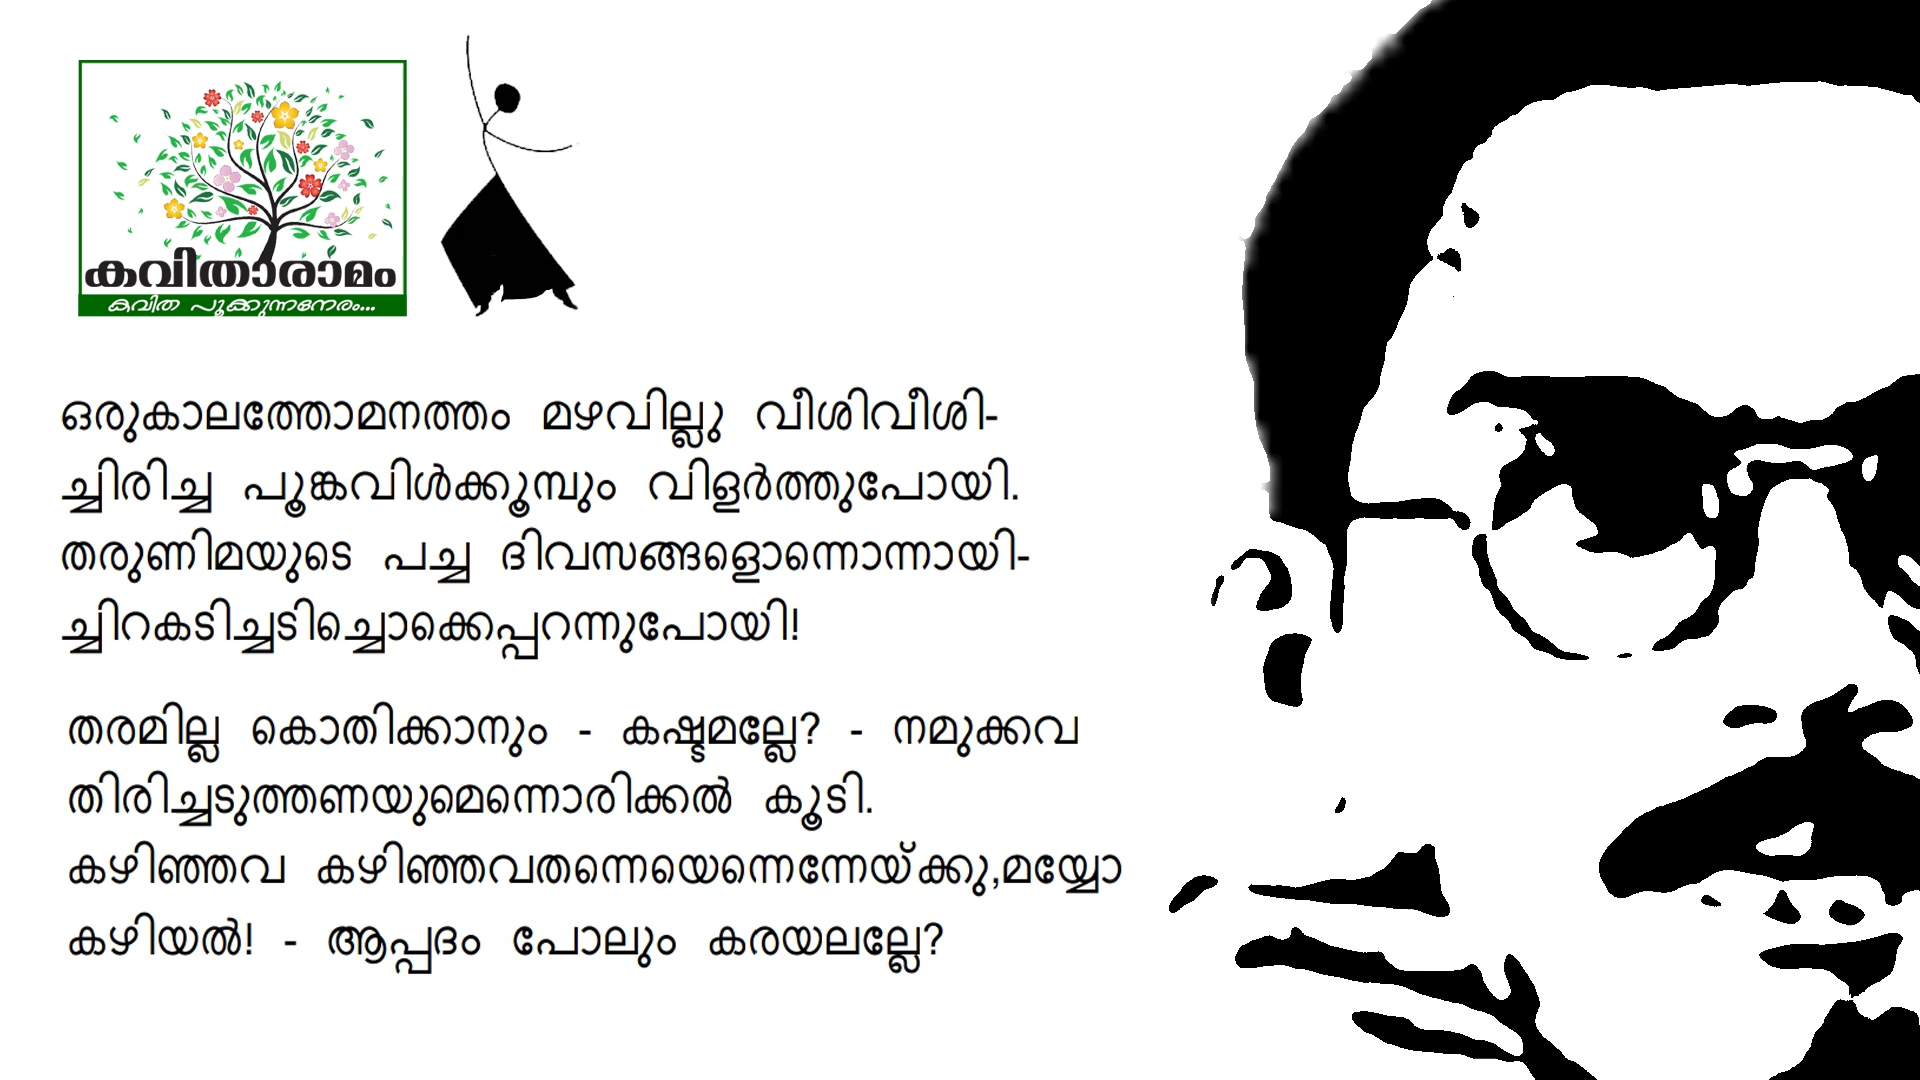 കവിതാരാമം
കവിത പൂക്കുന്നനേരം...
ഒരുകാലത്തോമനത്തം മഴവില്ലു വീശിവീശി-
ച്ചിരിച്ച പൂങ്കവിൾക്കൂമ്പും വിളർത്തുപോയി.
തരുണിമയുടെ പച്ച ദിവസങ്ങളൊന്നൊന്നായി-
ച്ചിറകടിച്ചടിച്ചൊക്കെപ്പറന്നുപോയി!
തരമില്ല കൊതിക്കാനും - കഷ്ടമല്ലേ? - നമുക്കവ
തിരിച്ചടുത്തണയുമെന്നൊരിക്കൽ കൂടി.
കഴിഞ്ഞവ കഴിഞ്ഞവതന്നെയെന്നെന്നേയ്ക്കു,മയ്യോ
കഴിയൽ! - ആപ്പദം പോലും കരയലല്ലേ?